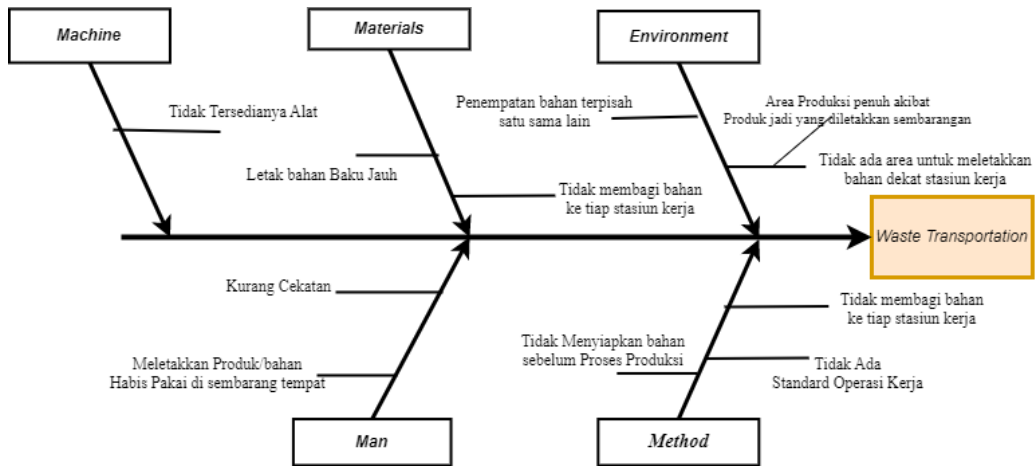 Machine
Materials
Environment
Tidak Tersedianya Alat
Letak bahan Baku Jauh
Tidak membagi bahan
ke tiap stasiun kerja
Penempatan bahan terpisah
satu sama lain
Area Produksi penuh akibat
Produk jadi yang diletakkan sembarangan
Tidak ada area untuk meletakkan
bahan dekat stasiun kerja
Waste Transportation
Kurang Cekatan
Meletakkan Produk/bahan
Habis Pakai di sembarang tempat
Tidak membagi bahan
ke tiap stasiun kerja
Tidak Menyiapkan bahan
sebelum Proses Produksi
Tidak Ada
Standard Operasi Kerja
Man
Method